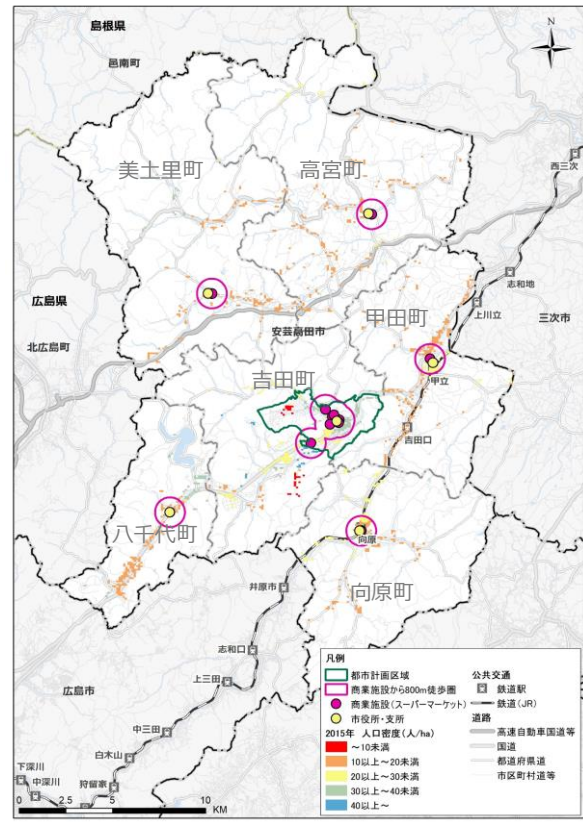 島根県
邑南町
N
美土里町
高宮町
西三次
志和地
広島県
三次市
上川立
北広島町
安芸高田市
甲田町
甲立
吉田町
吉田口
八千代町
向原
向原町
井原市
志和口
広島市
上三田
中三田
白木山
下深川
中深川
狩留家
0 2.5 5 10
KM
凡例
都市計画区域
商業施設から800m徒歩圏
商業施設(スーパーマーケット)
市役所・支所
2015年 人口密度(人/ha)
~10未満
10以上~20未満
20以上~30未満
30以上~40未満
40以上~
公共交通
鉄道駅
鉄道(JR)
道路
高速自動車国道等
国道
都道府県道
市区町村道等